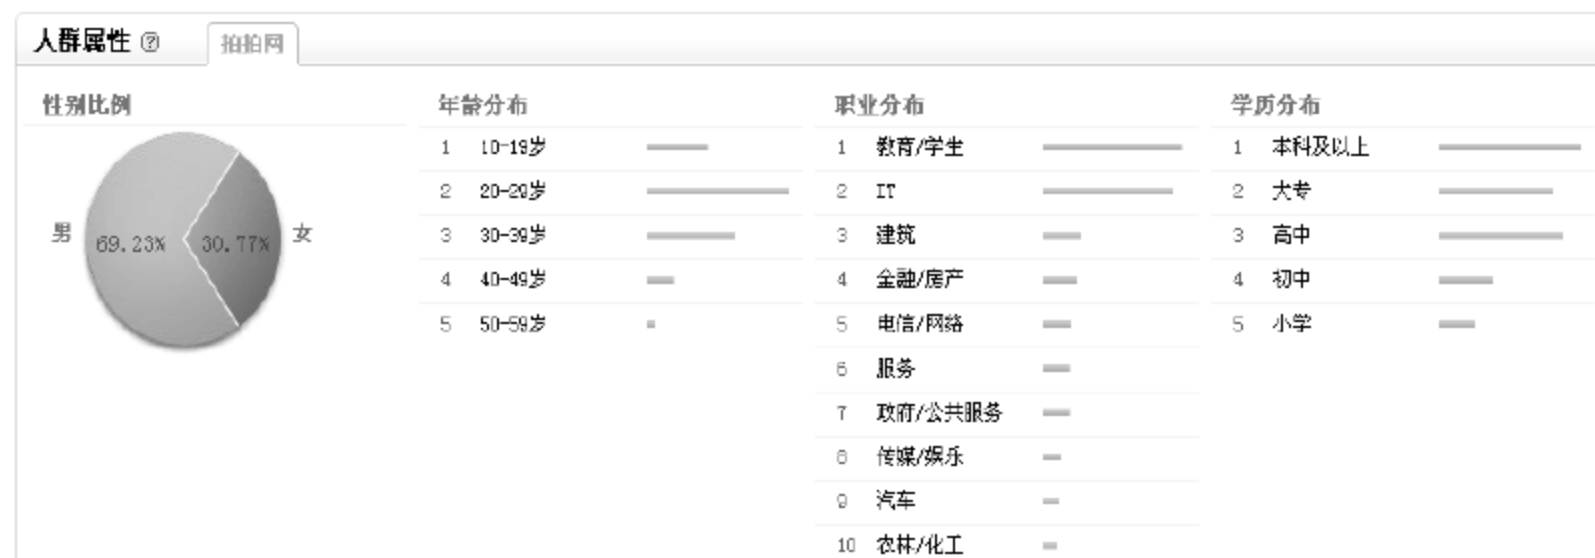 人群属性 ? 拍拍网
性别比例
男 69.23% 30.77% 女
年龄分布
1 10-19岁
2 20-29岁
3 30-39岁
4 40-49岁
5 50-59岁
职业分布
1 教育/学生
2 IT
3 建筑
4 金融/房产
5 电信/网络
6 服务
7 政府/公共服务
8 传媒/娱乐
9 汽车
10 农林/化工
学历分布
1 本科及以上
2 大专
3 高中
4 初中
5 小学